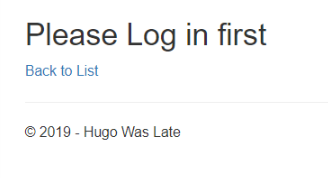 Please Log in first
Back to List
© 2019 - Hugo Was Late